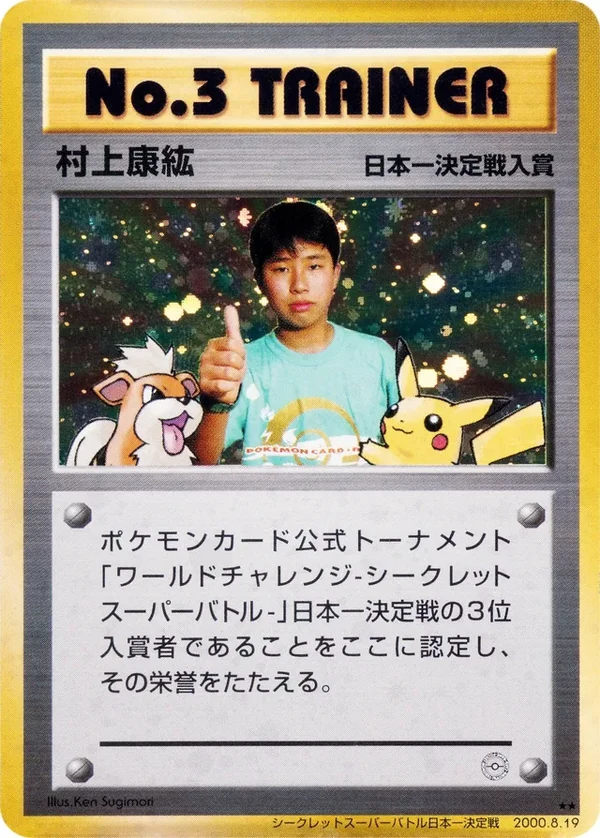 No.3 TRAINER
村上康紘
日本一決定戦入賞
POKEMON CARD
ポケモンカード公式トーナメント
「ワールドチャレンジ-シークレット
スーパーバトル-」日本一決定戦の3位
入賞者であることをここに認定し、
その栄誉をたたえる。
Illus.Ken Sugimori
★★
シークレットスーパーバトル日本一決定戦 2000.8.19